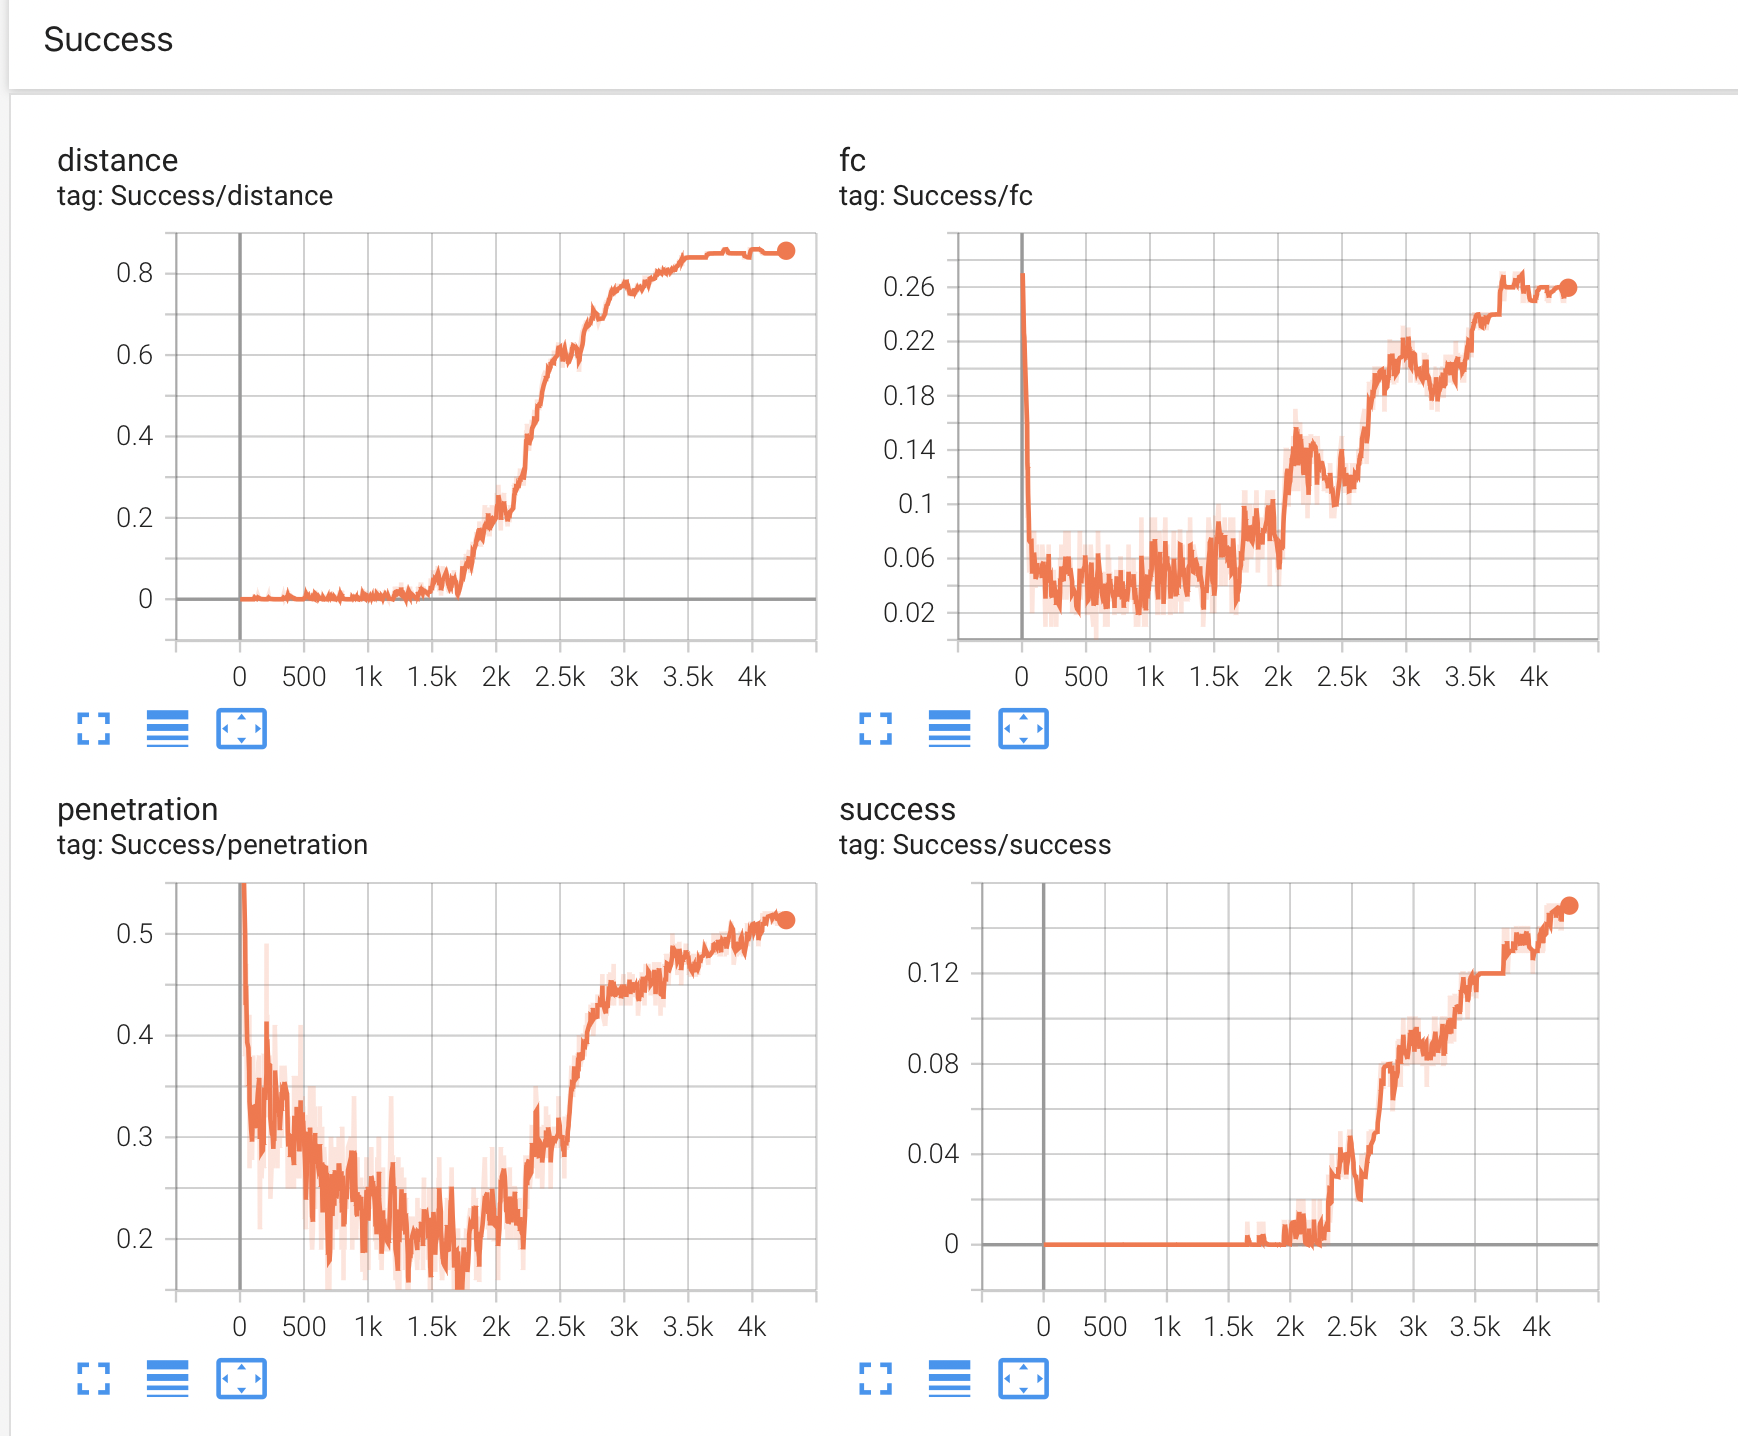 Success
distance
tag: Success/distance
0.8
0.6
0.4
0.2
0
0 500 1k 1.5k 2k 2.5k 3k 3.5k 4k
fc
tag: Success/fc
0.26
0.22
0.18
0.14
0.1
0.06
0.02
0 500 1k 1.5k 2k 2.5k 3k 3.5k 4k
penetration
tag: Success/penetration
0.5
0.4
0.3
0.2
0 500 1k 1.5k 2k 2.5k 3k 3.5k 4k
success
tag: Success/success
0.12
0.08
0.04
0
0 500 1k 1.5k 2k 2.5k 3k 3.5k 4k